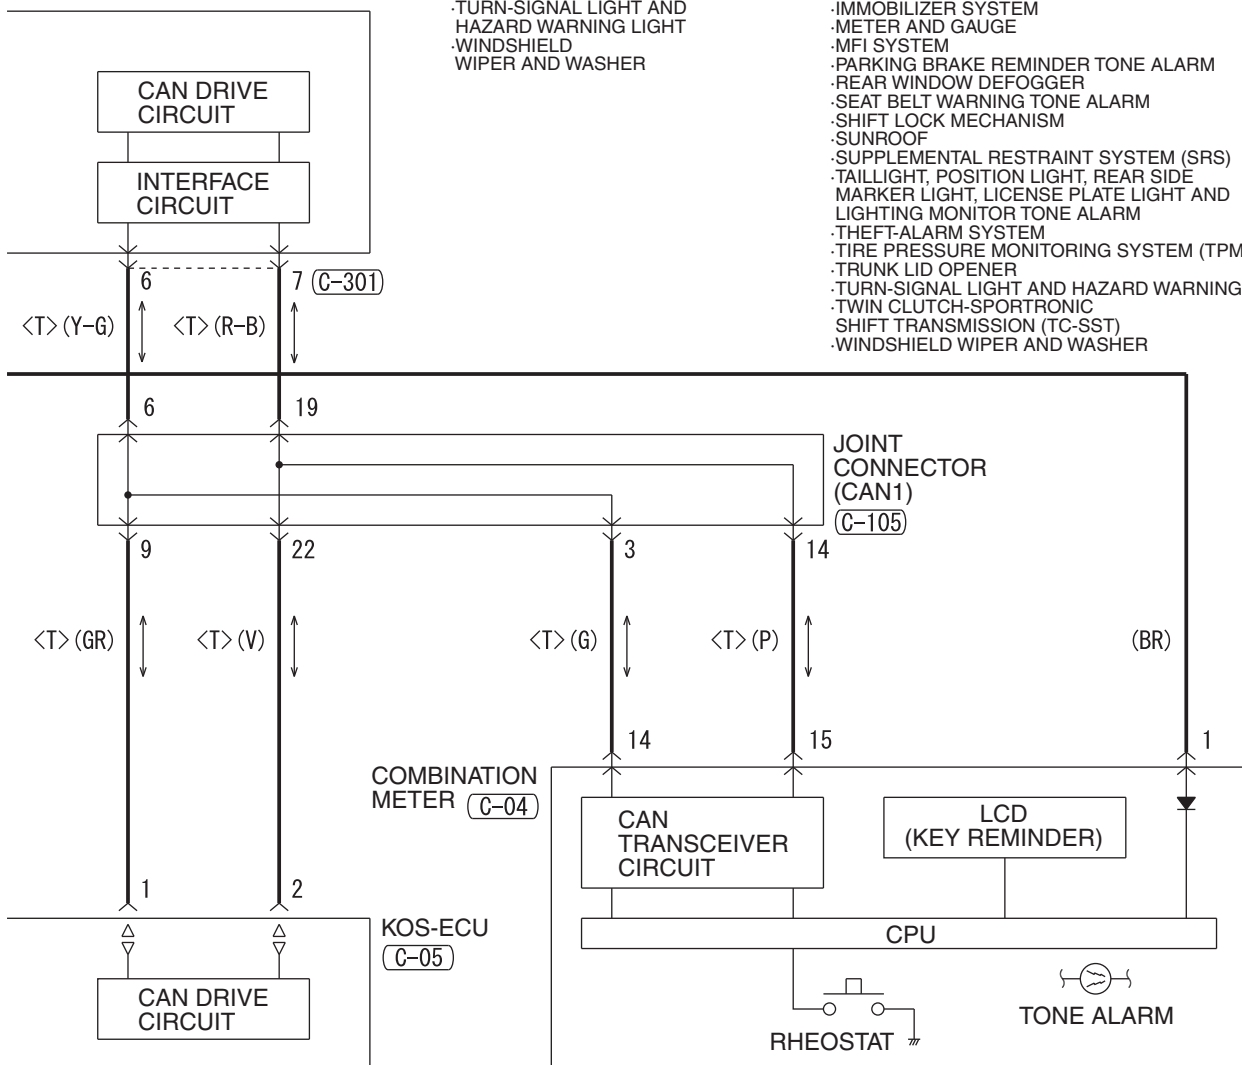 ·TURN-SIGNAL LIGHT AND
HAZARD WARNING LIGHT
·WINDSHIELD
WIPER AND WASHER
·IMMOBILIZER SYSTEM
·METER AND GAUGE
·MFI SYSTEM
·PARKING BRAKE REMINDER TONE ALARM
·REAR WINDOW DEFOGGER
·SEAT BELT WARNING TONE ALARM
·SHIFT LOCK MECHANISM
·SUNROOF
·SUPPLEMENTAL RESTRAINT SYSTEM (SRS)
·TAILLIGHT, POSITION LIGHT, REAR SIDE
MARKER LIGHT, LICENSE PLATE LIGHT AND
LIGHTING MONITOR TONE ALARM
·THEFT-ALARM SYSTEM
·TIRE PRESSURE MONITORING SYSTEM (TPM
·TRUNK LID OPENER
·TURN-SIGNAL LIGHT AND HAZARD WARNING
·TWIN CLUTCH-SPORTRONIC
SHIFT TRANSMISSION (TC-SST)
·WINDSHIELD WIPER AND WASHER
CAN DRIVE
CIRCUIT
INTERFACE
CIRCUIT
6 7 C-301
<T>(Y-G) <T>(R-B)
6 19
JOINT
CONNECTOR
(CAN1)
C-105
9 22 3 14
<T>(GR) <T>(V) <T>(G) <T>(P) (BR)
14 15 1
COMBINATION
METER C-04
CAN
TRANSCEIVER
CIRCUIT
LCD
(KEY REMINDER)
1 2
KOS-ECU
C-05
CPU
CAN DRIVE
CIRCUIT
RHEOSTAT
TONE ALARM